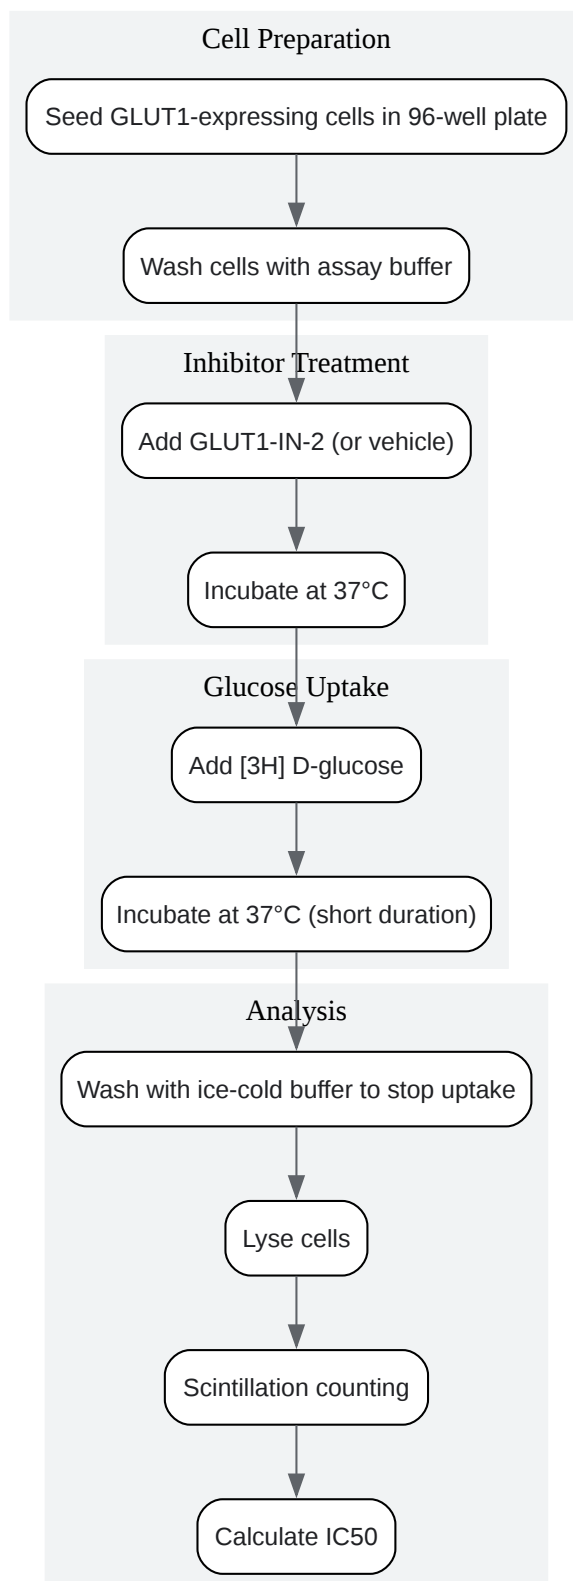 Cell Preparation
Seed GLUT1-expressing cells in 96-well plate
Wash cells with assay buffer
Inhibitor Treatment
Add GLUT1-IN-2 (or vehicle)
Incubate at 37°C
Glucose Uptake
Add [3H] D-glucose
Incubate at 37°C (short duration)
Analysis
Wash with ice-cold buffer to stop uptake
Lyse cells
Scintillation counting
Calculate IC50